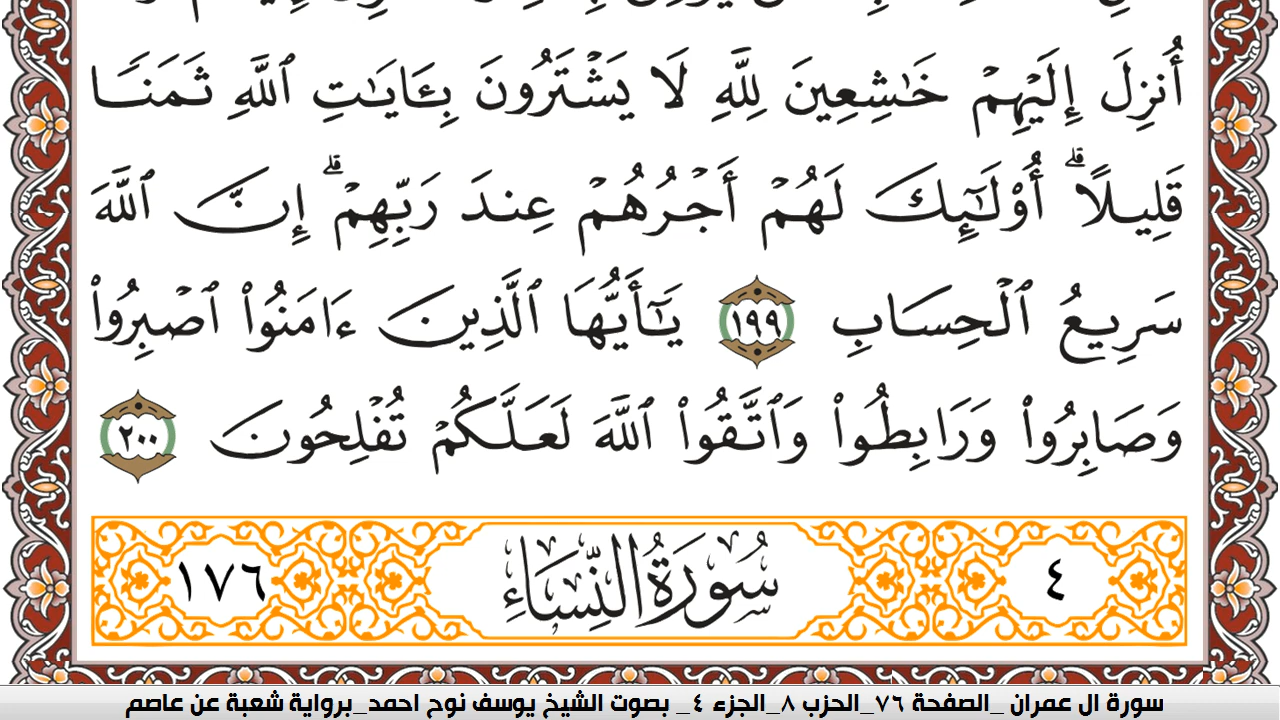 أُنزِلَ إِلَيْهِمْ خَٰشِعِينَ لِلَّهِ لَا يَشْتَرُونَ بِـَٔايَٰتِ ٱللَّهِ ثَمَنًا
قَلِيلًا ۗ أُو۟لَٰٓئِكَ لَهُمْ أَجْرُهُمْ عِندَ رَبِّهِمْ ۗ إِنَّ ٱللَّهَ
سَرِيعُ ٱلْحِسَابِ ١٩٩ يَٰٓأَيُّهَا ٱلَّذِينَ ءَامَنُوا۟ ٱصْبِرُوا۟
وَصَابِرُوا۟ وَرَابِطُوا۟ وَٱتَّقُوا۟ ٱللَّهَ لَعَلَّكُمْ تُفْلِحُونَ ٢٠٠
٤ سُورَةُ النِّسَاءِ ١٧٦
سورة ال عمران _الصفحة ٧٦_الحزب ٨_الجزء ٤_ بصوت الشيخ يوسف نوح احمد_برواية شعبة عن عاصم